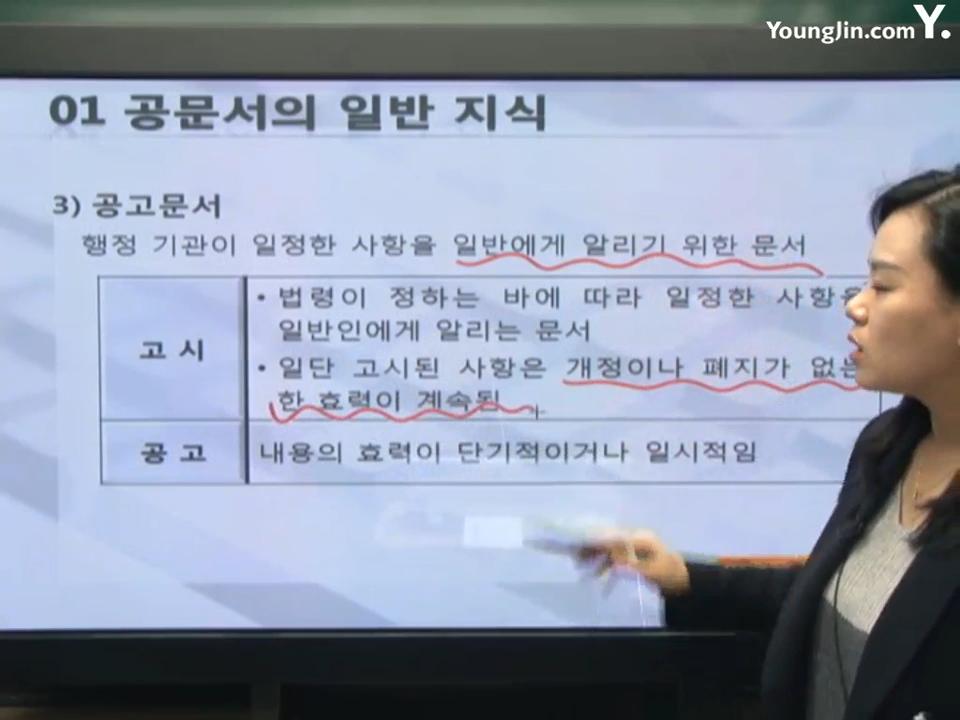 YoungJin.com Y.
01 공문서의 일반 지식
3) 공고문서
행정 기관이 일정한 사항을 일반에게 알리기 위한 문서
고 시
• 법령이 정하는 바에 따라 일정한 사항을
일반인에게 알리는 문서
• 일단 고시된 사항은 개정이나 폐지가 없는
한 효력이 계속됨
공 고
내용의 효력이 단기적이거나 일시적임